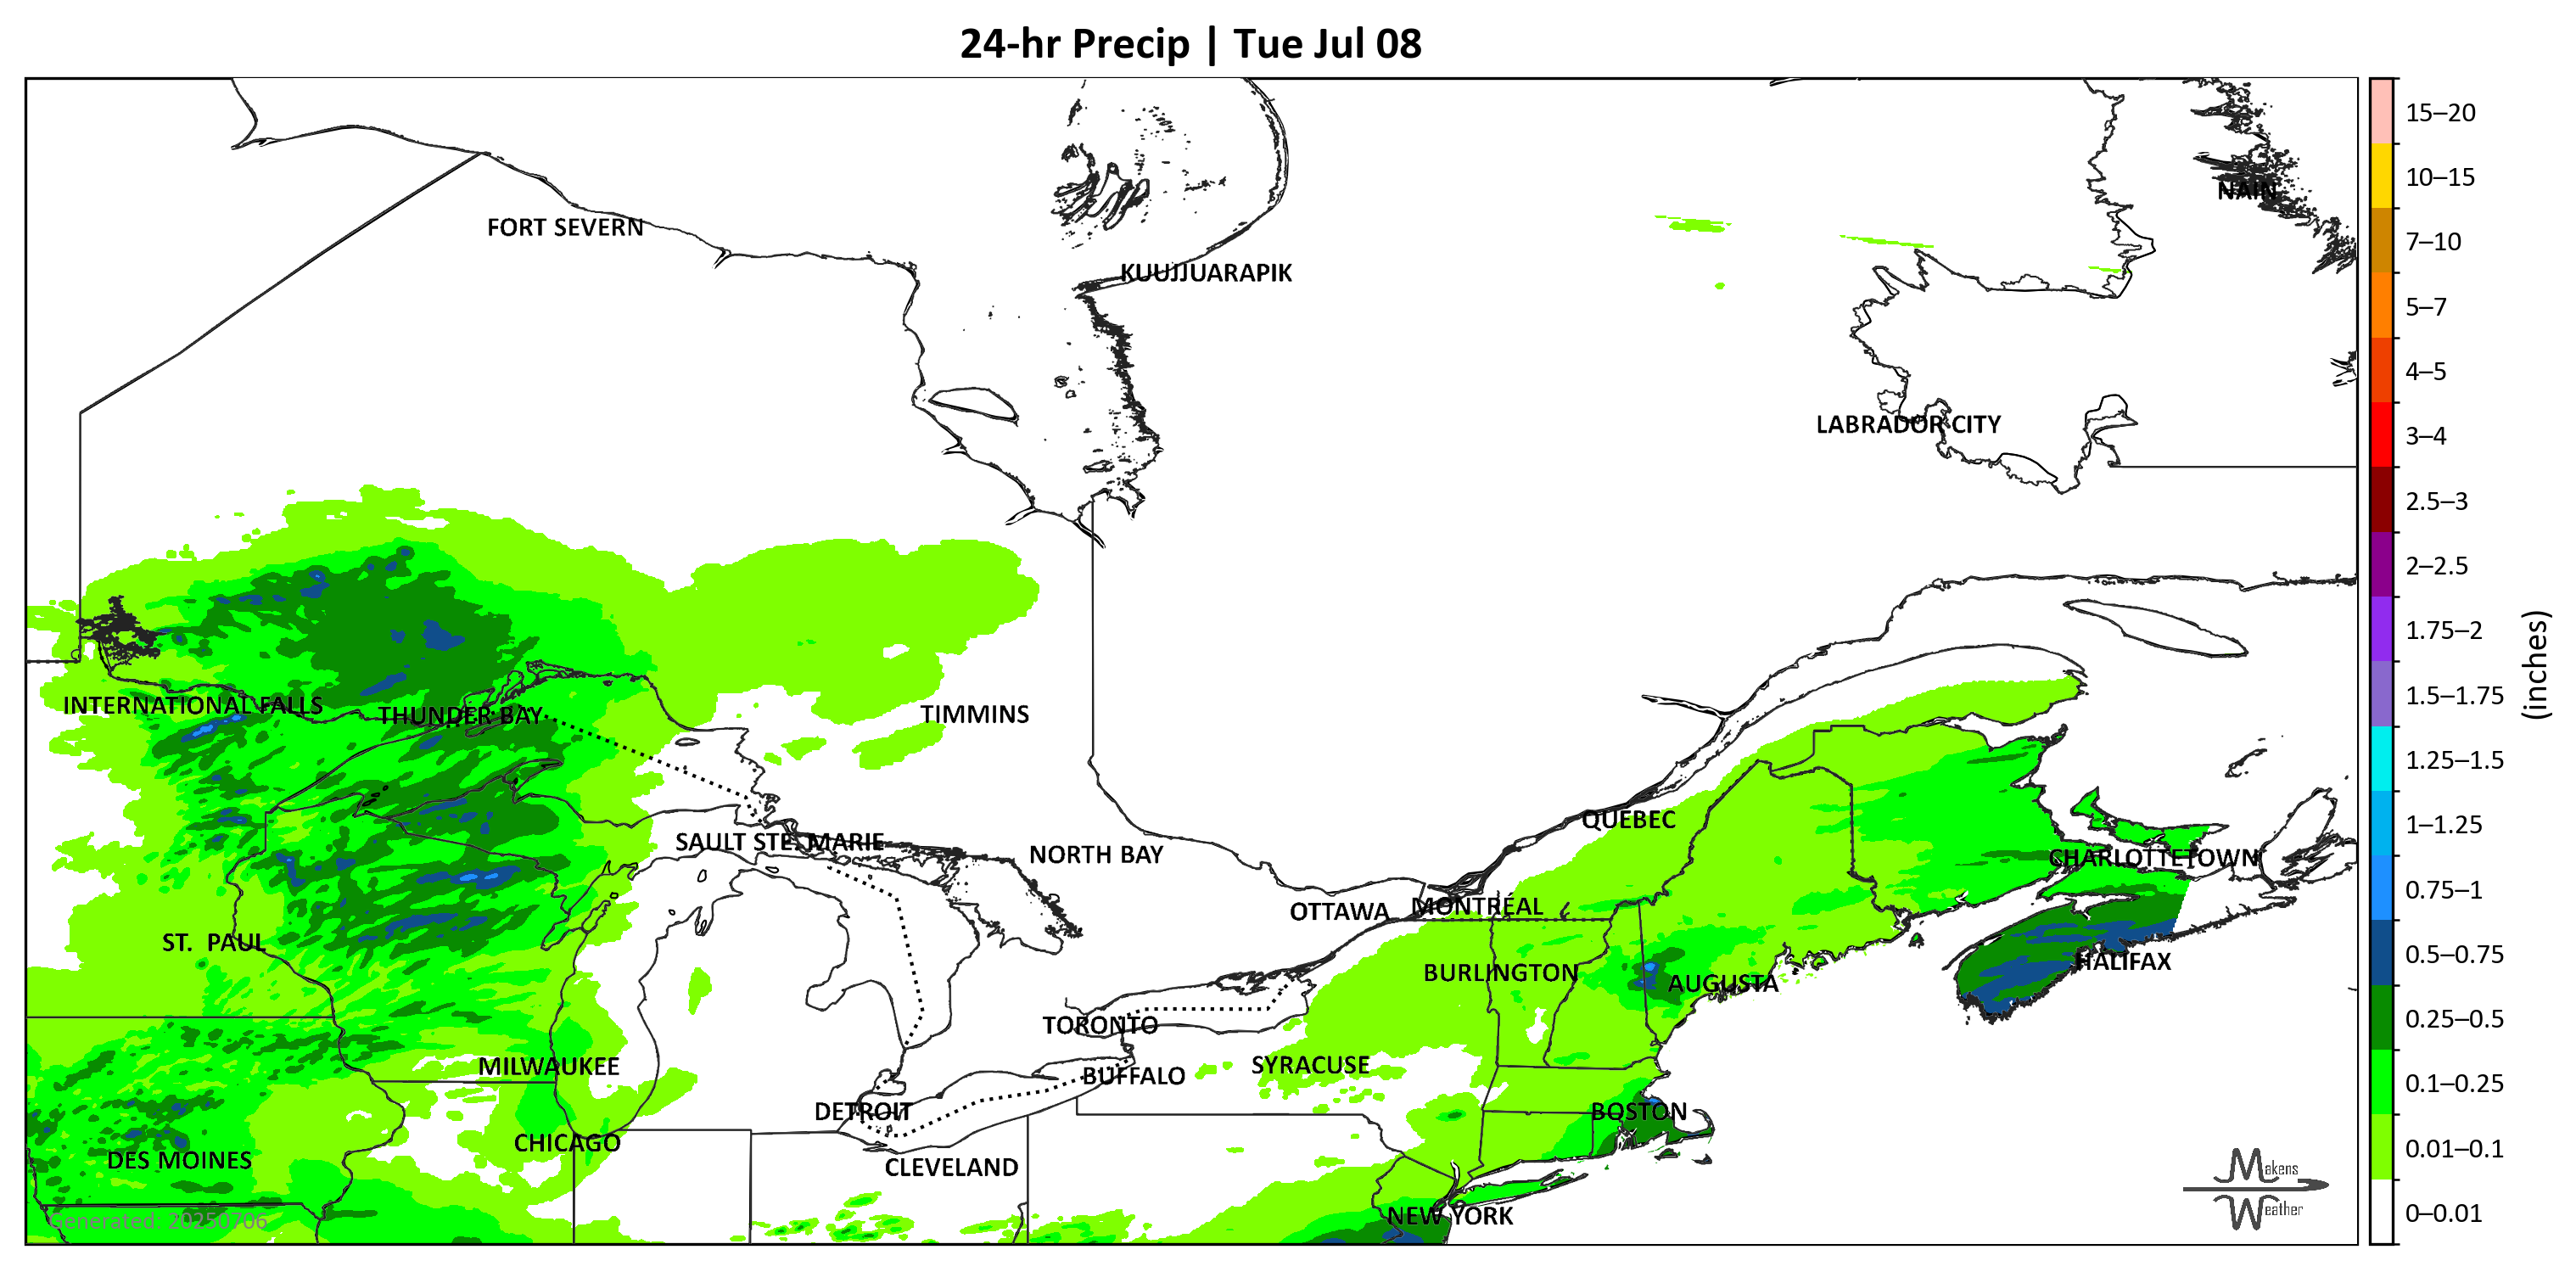 24-hr Precip | Tue Jul 08
NAIN
FORT SEVERN
KUUJJUARAPIK
LABRADOR CITY
INTERNATIONAL FALLS
THUNDER BAY
TIMMINS
QUEBEC
SAULT STE. MARIE
NORTH BAY
CHARLOTTETOWN
OTTAWA
MONTRÉAL
ST. PAUL
HALIFAX
BURLINGTON
AUGUSTA
TORONTO
MILWAUKEE
SYRACUSE
BUFFALO
DETROIT
BOSTON
CHICAGO
DES MOINES
CLEVELAND
NEW YORK
Generated: 20250706
Makens
Weather
15–20
10–15
7–10
5–7
4–5
3–4
2.5–3
2–2.5
1.75–2
1.5–1.75
1.25–1.5
1–1.25
0.75–1
0.5–0.75
0.25–0.5
0.1–0.25
0.01–0.1
0–0.01
(inches)